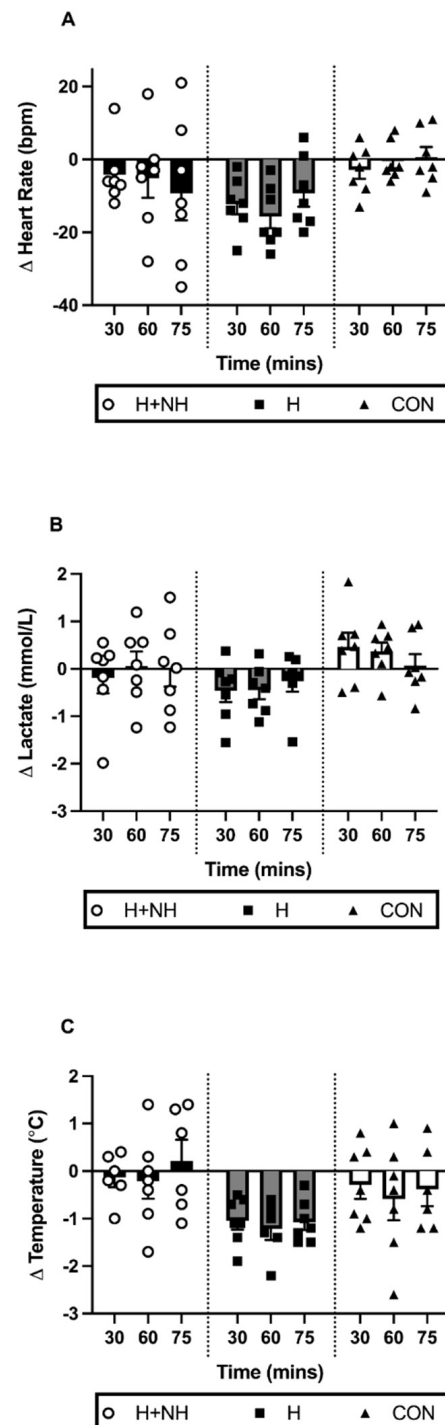 A
Δ Heart Rate (bpm)
20
0
-20
-40
30 60 75 30 60 75 30 60 75
Time (mins)
H+NH H CON
B
Δ Lactate (mmol/L)
2
1
0
-1
-2
-3
30 60 75 30 60 75 30 60 75
Time (mins)
H+NH H CON
C
Δ Temperature (°C)
2
1
0
-1
-2
-3
30 60 75 30 60 75 30 60 75
Time (mins)
H+NH H CON